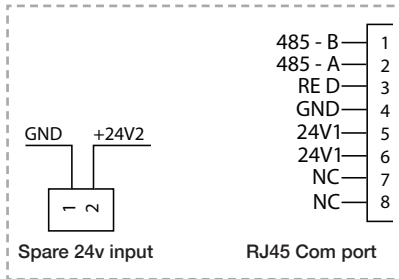 485 - B 1
485 - A 2
RE D 3
GND 4
24V1 5
24V1 6
NC 7
NC 8
GND +24V2
1 2
Spare 24v input RJ45 Com port